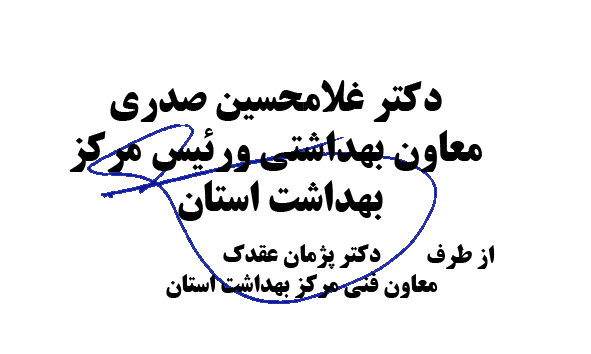 دکتر غلامحسین صدری
معاون بهداشتی ورئیس مرکز
بهداشت استان
از طرف دکتر پژمان عقدک
معاون فنی مرکز بهداشت استان